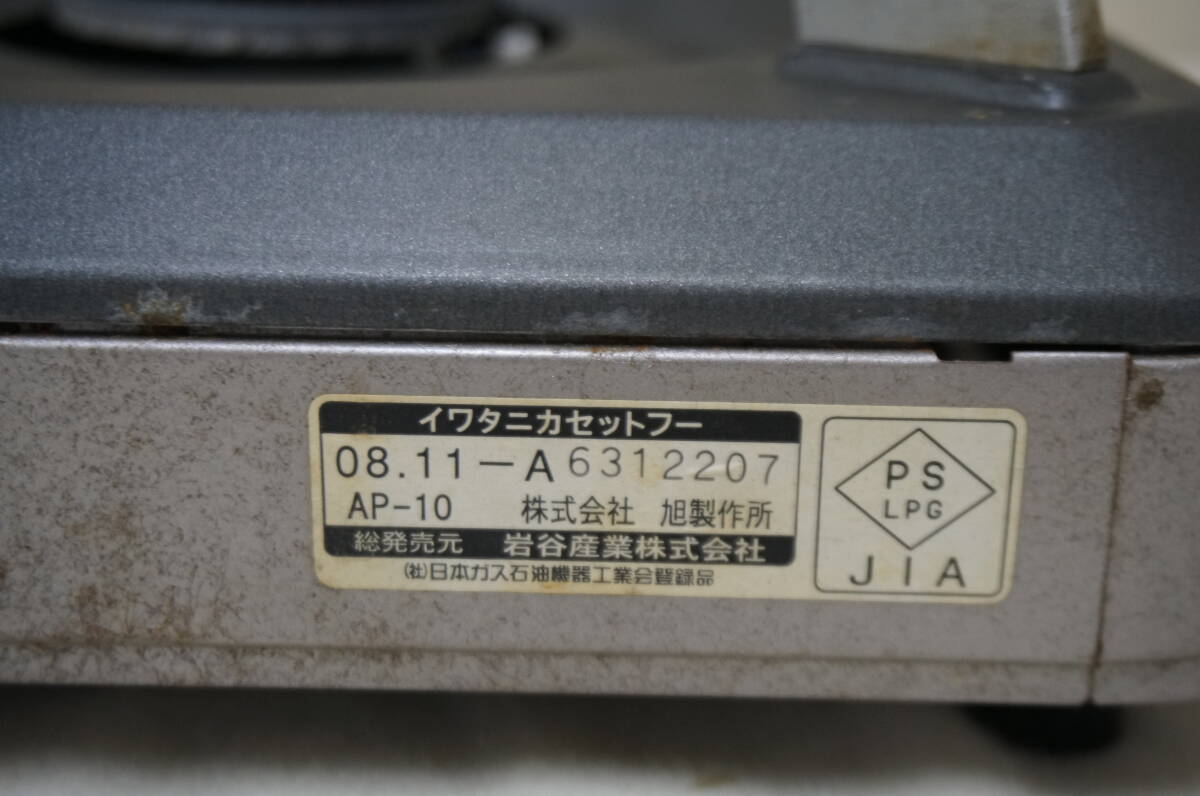 イワタニカセットフー
08.11-A6312207
AP-10 株式会社 旭製作所
総発売元 岩谷産業株式会社
(社)日本ガス石油機器工業会登録品
PS
LPG
JIA